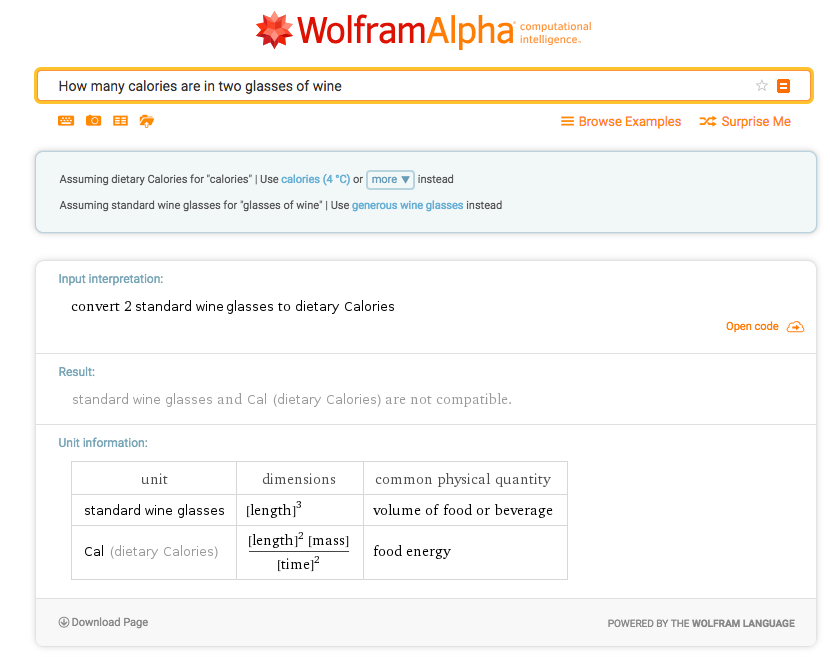 WolframAlpha computational intelligence.
How many calories are in two glasses of wine
Browse Examples Surprise Me
Assuming dietary Calories for "calories" | Use calories (4 °C) or more ▼ instead
Assuming standard wine glasses for "glasses of wine" | Use generous wine glasses instead
Input interpretation:
convert 2 standard wine glasses to dietary Calories
Open code
Result:
standard wine glasses and Cal (dietary Calories) are not compatible.
Unit information:
unit dimensions common physical quantity
standard wine glasses [length]³ volume of food or beverage
Cal (dietary Calories) [length]² [mass] / [time]² food energy
Download Page POWERED BY THE WOLFRAM LANGUAGE